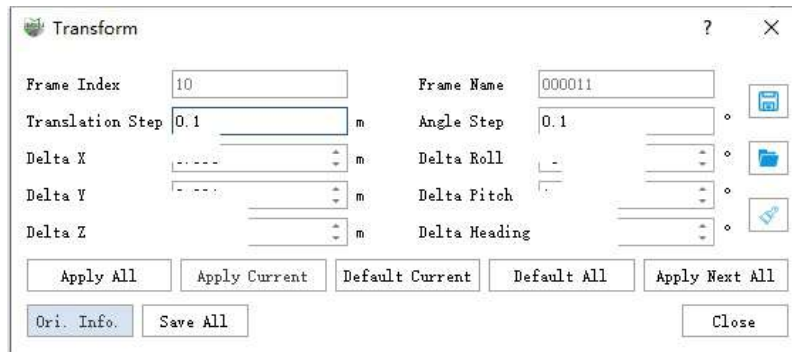 Transform ?
Frame Index 10 Frame Name 000011
Translation Step 0.1 m Angle Step 0.1 °
Delta X m Delta Roll °
Delta Y m Delta Pitch °
Delta Z m Delta Heading °
Apply All Apply Current Default Current Default All Apply Next All
Ori. Info. Save All Close